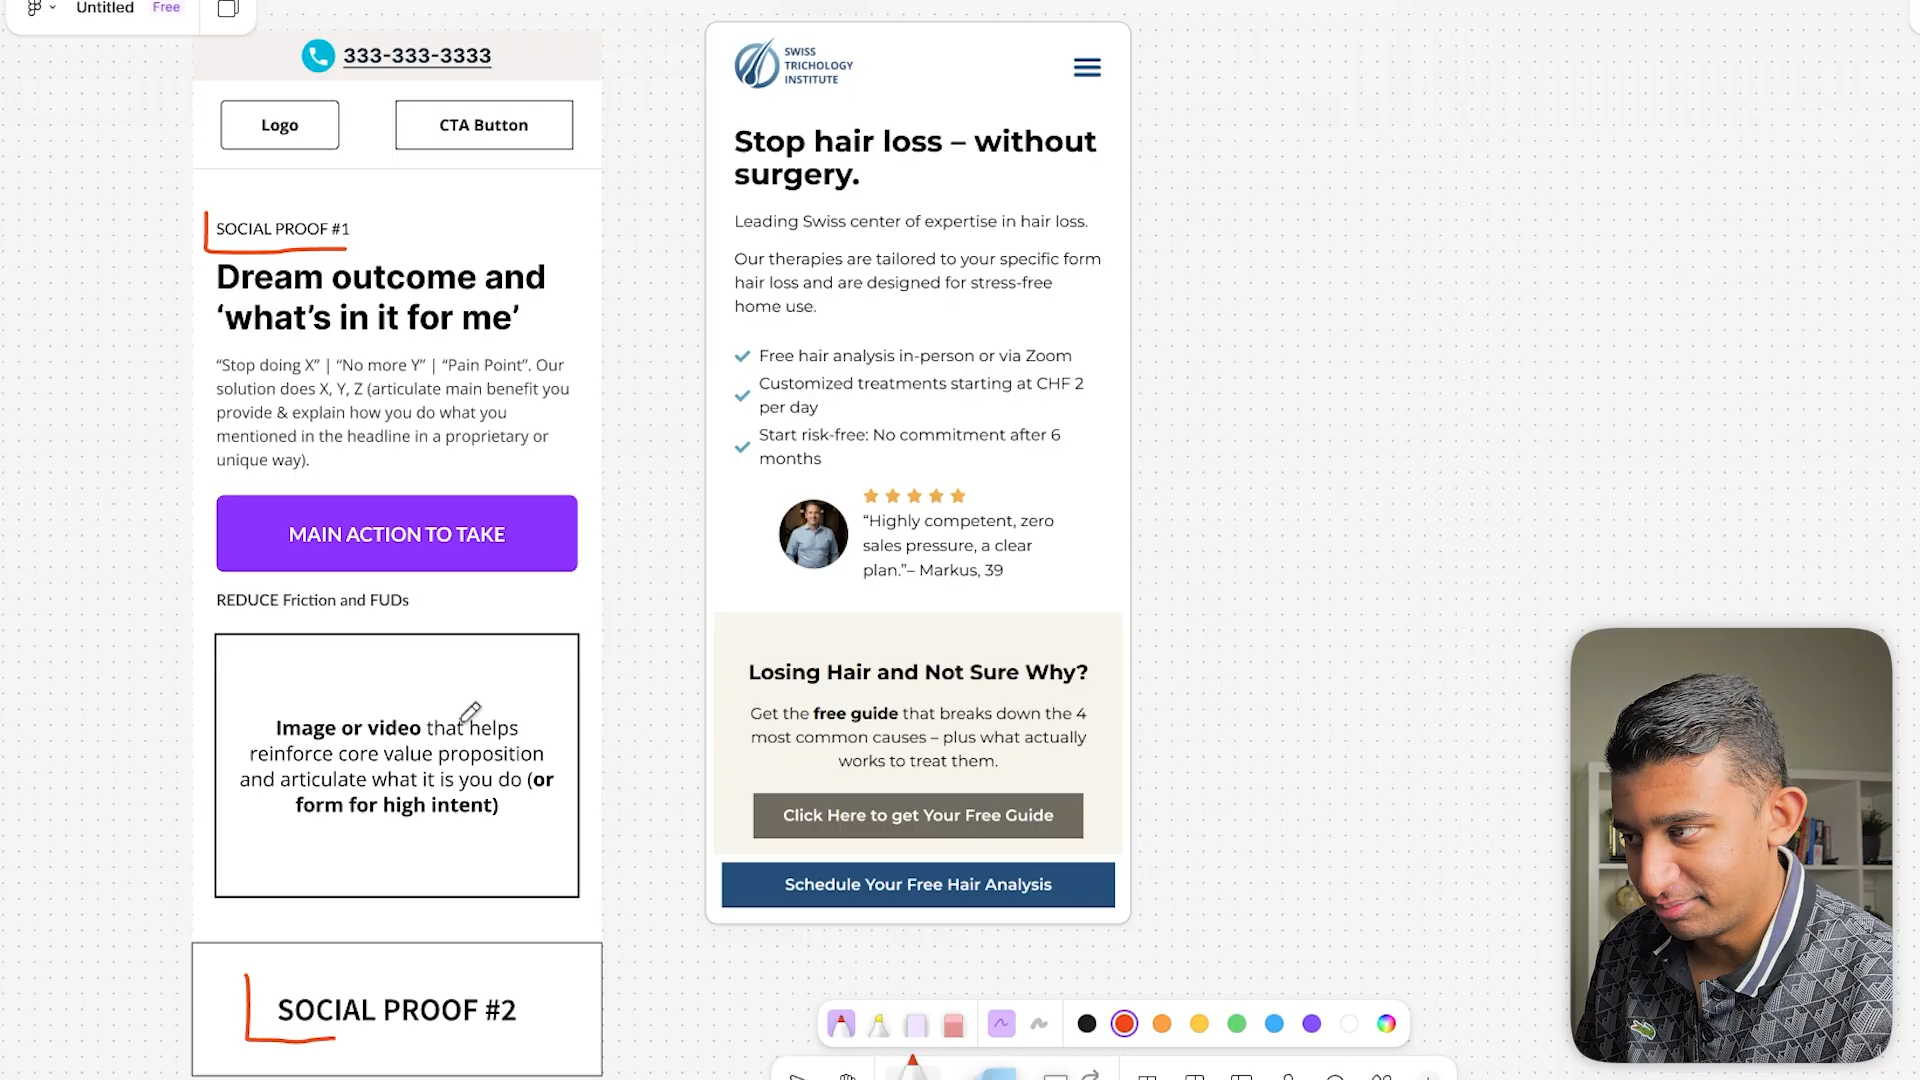 Untitled
Free
333-333-3333
Logo
CTA Button
SOCIAL PROOF #1
Dream outcome and
‘what’s in it for me’
“Stop doing X” | “No more Y” | “Pain Point”. Our
solution does X, Y, Z (articulate main benefit you
provide & explain how you do what you
mentioned in the headline in a proprietary or
unique way).
MAIN ACTION TO TAKE
REDUCE Friction and FUDs
Image or video that helps
reinforce core value proposition
and articulate what it is you do (or
form for high intent)
SOCIAL PROOF #2
SWISS
TRICHOLOGY
INSTITUTE
Stop hair loss – without
surgery.
Leading Swiss center of expertise in hair loss.
Our therapies are tailored to your specific form
hair loss and are designed for stress-free
home use.
Free hair analysis in-person or via Zoom
Customized treatments starting at CHF 2
per day
Start risk-free: No commitment after 6
months
“Highly competent, zero
sales pressure, a clear
plan.”– Markus, 39
Losing Hair and Not Sure Why?
Get the free guide that breaks down the 4
most common causes – plus what actually
works to treat them.
Click Here to get Your Free Guide
Schedule Your Free Hair Analysis